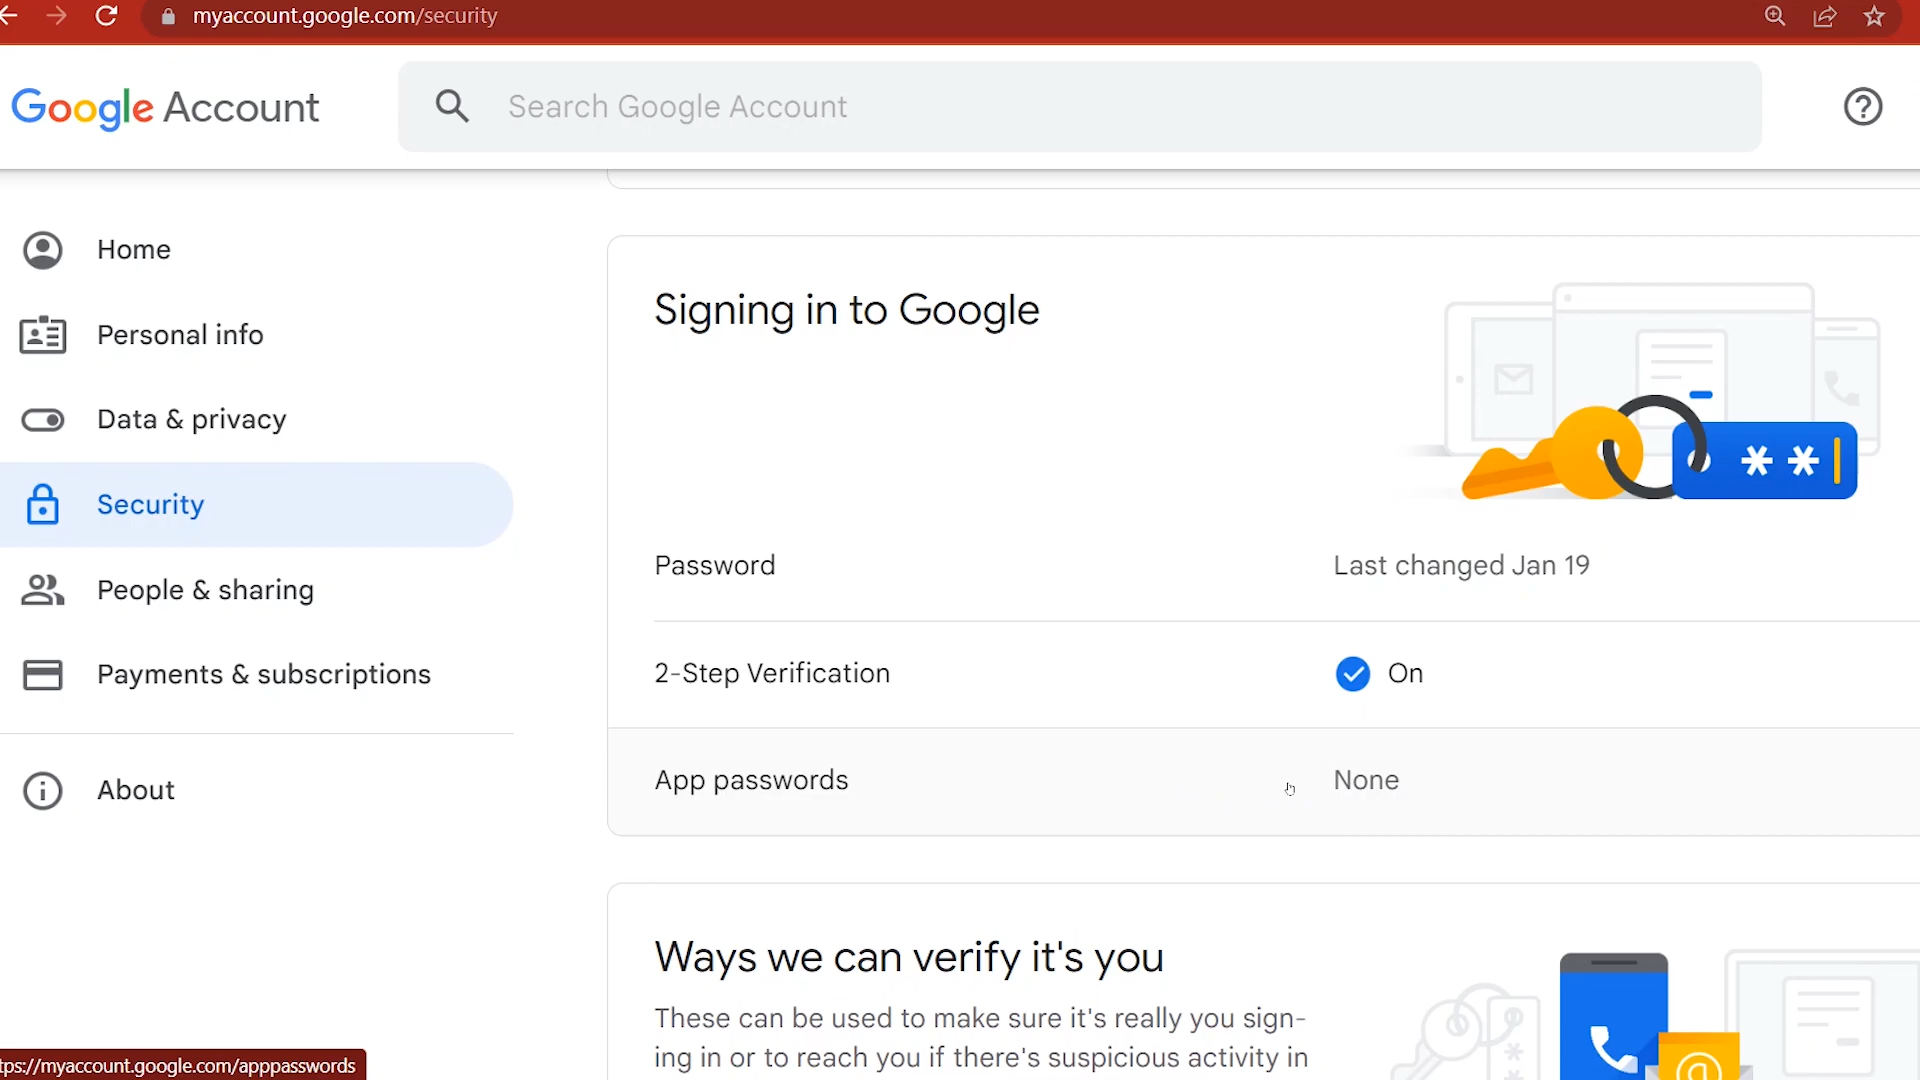 myaccount.google.com/security
Google Account
Search Google Account
Home
Personal info
Data & privacy
Security
People & sharing
Payments & subscriptions
About
Signing in to Google
* *
Password
Last changed Jan 19
2-Step Verification
On
App passwords
None
Ways we can verify it's you
These can be used to make sure it's really you sign-
ing in or to reach you if there's suspicious activity in
tps://myaccount.google.com/apppasswords